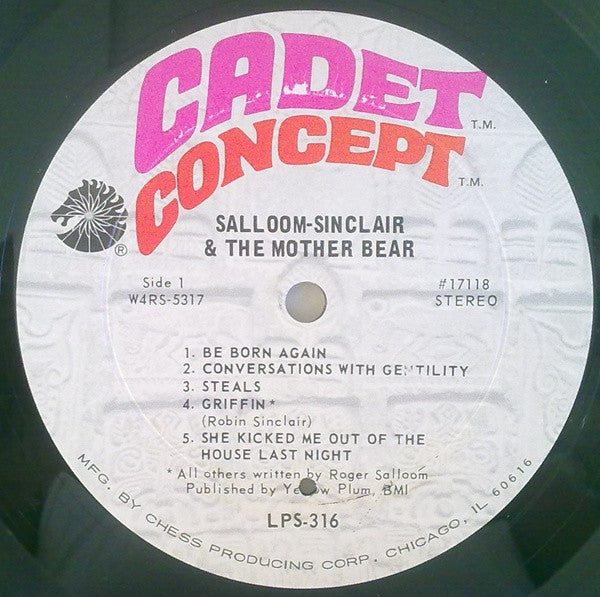 CADET
T.M.
CONCEPT
T.M.
®
SALLOOM-SINCLAIR
& THE MOTHER BEAR
Side 1 #17118
W4RS-5317 STEREO
1. BE BORN AGAIN
2. CONVERSATIONS WITH GENTILITY
3. STEALS
4. GRIFFIN*
(Robin Sinclair)
5. SHE KICKED ME OUT OF THE
HOUSE LAST NIGHT
* All others written by Roger Salloom
Published by Yellow Plum, BMI
LPS-316
MFG. BY CHESS PRODUCING CORP. CHICAGO, IL 60616